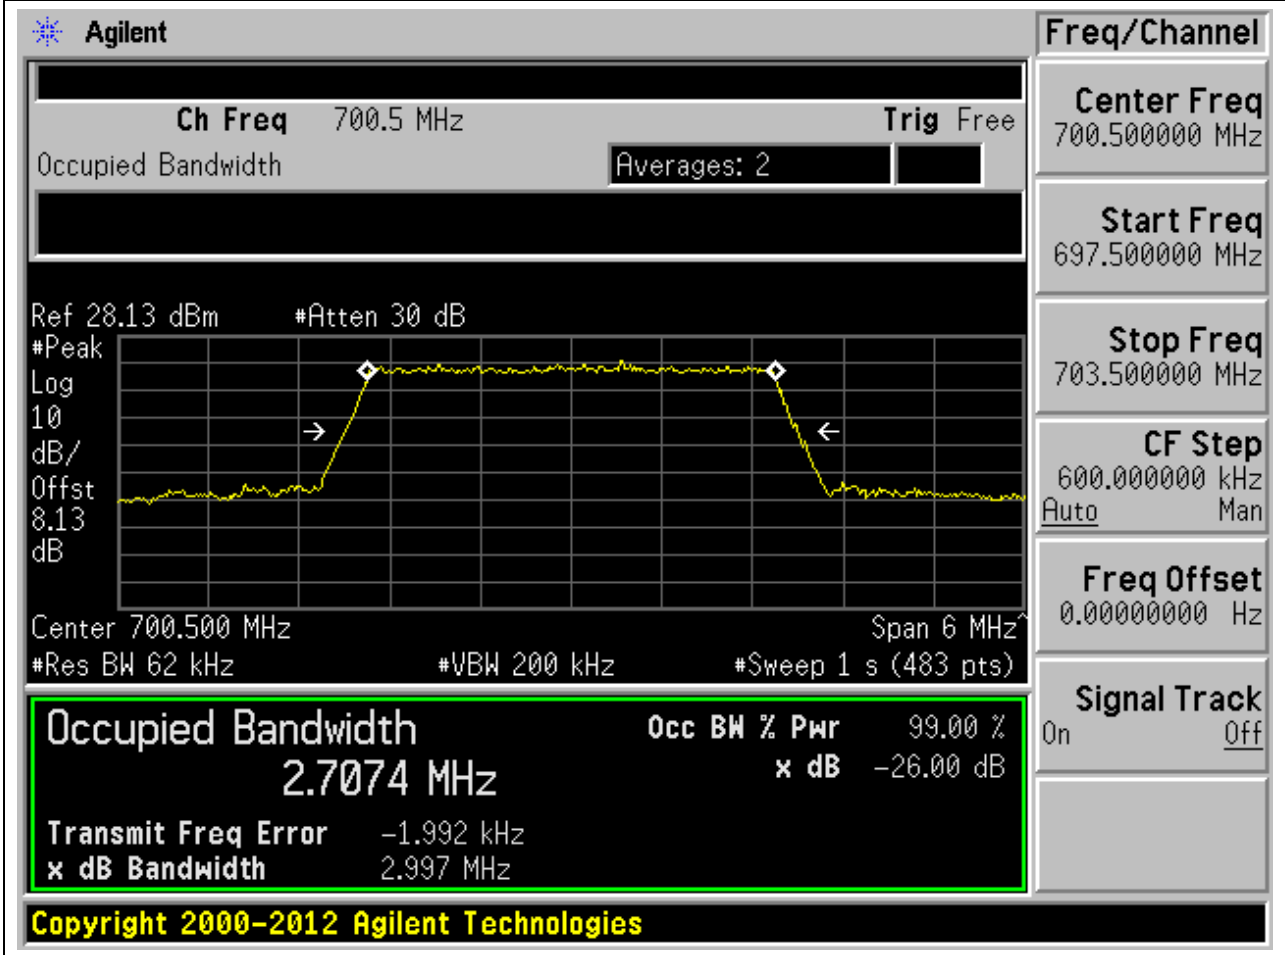 Agilent
Freq/Channel
Ch Freq 700.5 MHz Trig Free
Occupied Bandwidth Averages: 2
Center Freq
700.500000 MHz
Start Freq
697.500000 MHz
Stop Freq
703.500000 MHz
CF Step
600.000000 kHz
Auto Man
Freq Offset
0.00000000 Hz
Signal Track
On Off
Ref 28.13 dBm #Atten 30 dB
#Peak
Log
10
dB/
Offst
8.13
dB
Center 700.500 MHz Span 6 MHz^
#Res BW 62 kHz #VBW 200 kHz #Sweep 1 s (483 pts)
Occupied Bandwidth Occ BW % Pwr 99.00 %
2.7074 MHz x dB -26.00 dB
Transmit Freq Error -1.992 kHz
x dB Bandwidth 2.997 MHz
Copyright 2000-2012 Agilent Technologies